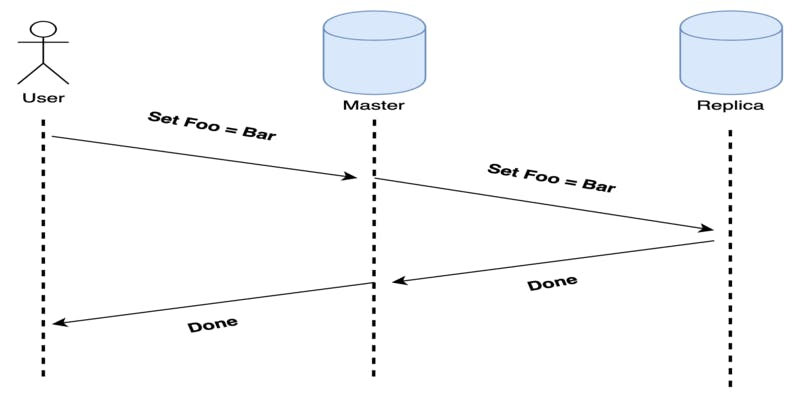 User
Master
Replica
Set Foo = Bar
Set Foo = Bar
Done
Done